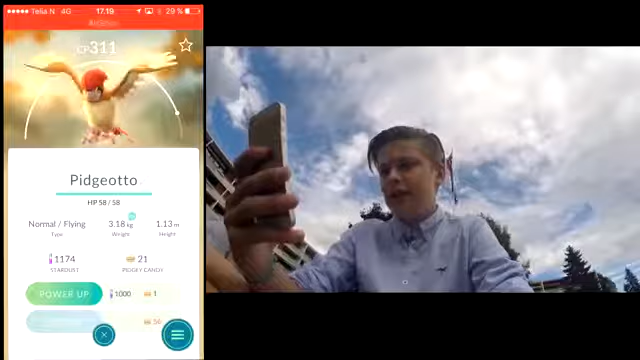 Telia N 4G 17.19 29 %
CP311
Pidgeotto
HP 58 / 58
Normal / Flying 3.18 kg 1.13 m
Type Weight Height
1174 21
STARDUST PIDGEY CANDY
POWER UP 1000 1